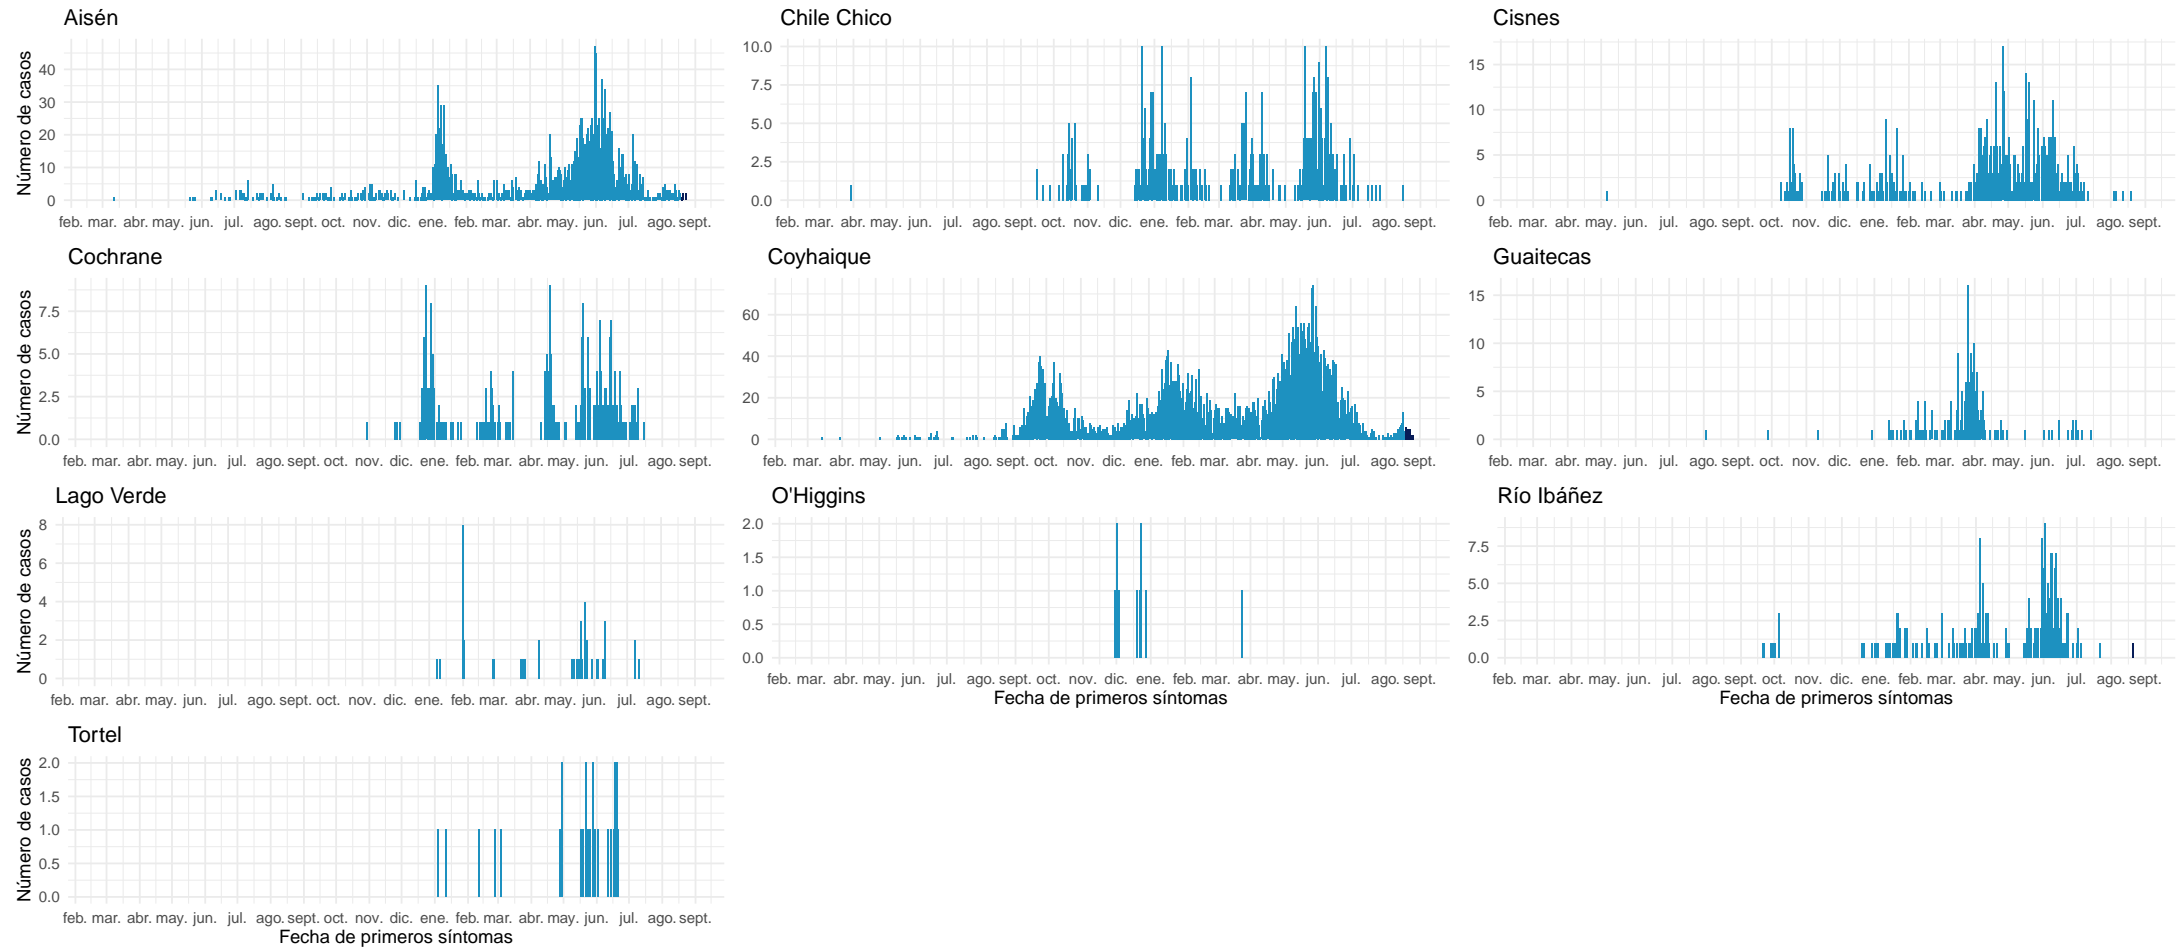 Aisén
Chile Chico
Cisnes
Número de casos
40
30
20
10
0
feb. mar. abr. may. jun. jul. ago. sept. oct. nov. dic. ene. feb. mar. abr. may. jun. jul. ago. sept.
10.0
7.5
5.0
2.5
0.0
feb. mar. abr. may. jun. jul. ago. sept. oct. nov. dic. ene. feb. mar. abr. may. jun. jul. ago. sept.
15
10
5
0
feb. mar. abr. may. jun. jul. ago. sept. oct. nov. dic. ene. feb. mar. abr. may. jun. jul. ago. sept.
Cochrane
Coyhaique
Guaitecas
Número de casos
7.5
5.0
2.5
0.0
feb. mar. abr. may. jun. jul. ago. sept. oct. nov. dic. ene. feb. mar. abr. may. jun. jul. ago. sept.
60
40
20
0
feb. mar. abr. may. jun. jul. ago. sept. oct. nov. dic. ene. feb. mar. abr. may. jun. jul. ago. sept.
15
10
5
0
feb. mar. abr. may. jun. jul. ago. sept. oct. nov. dic. ene. feb. mar. abr. may. jun. jul. ago. sept.
Lago Verde
O'Higgins
Río Ibáñez
Número de casos
8
6
4
2
0
feb. mar. abr. may. jun. jul. ago. sept. oct. nov. dic. ene. feb. mar. abr. may. jun. jul. ago. sept.
2.0
1.5
1.0
0.5
0.0
feb. mar. abr. may. jun. jul. ago. sept. oct. nov. dic. ene. feb. mar. abr. may. jun. jul. ago. sept.
Fecha de primeros síntomas
7.5
5.0
2.5
0.0
feb. mar. abr. may. jun. jul. ago. sept. oct. nov. dic. ene. feb. mar. abr. may. jun. jul. ago. sept.
Fecha de primeros síntomas
Tortel
Número de casos
2.0
1.5
1.0
0.5
0.0
feb. mar. abr. may. jun. jul. ago. sept. oct. nov. dic. ene. feb. mar. abr. may. jun. jul. ago. sept.
Fecha de primeros síntomas